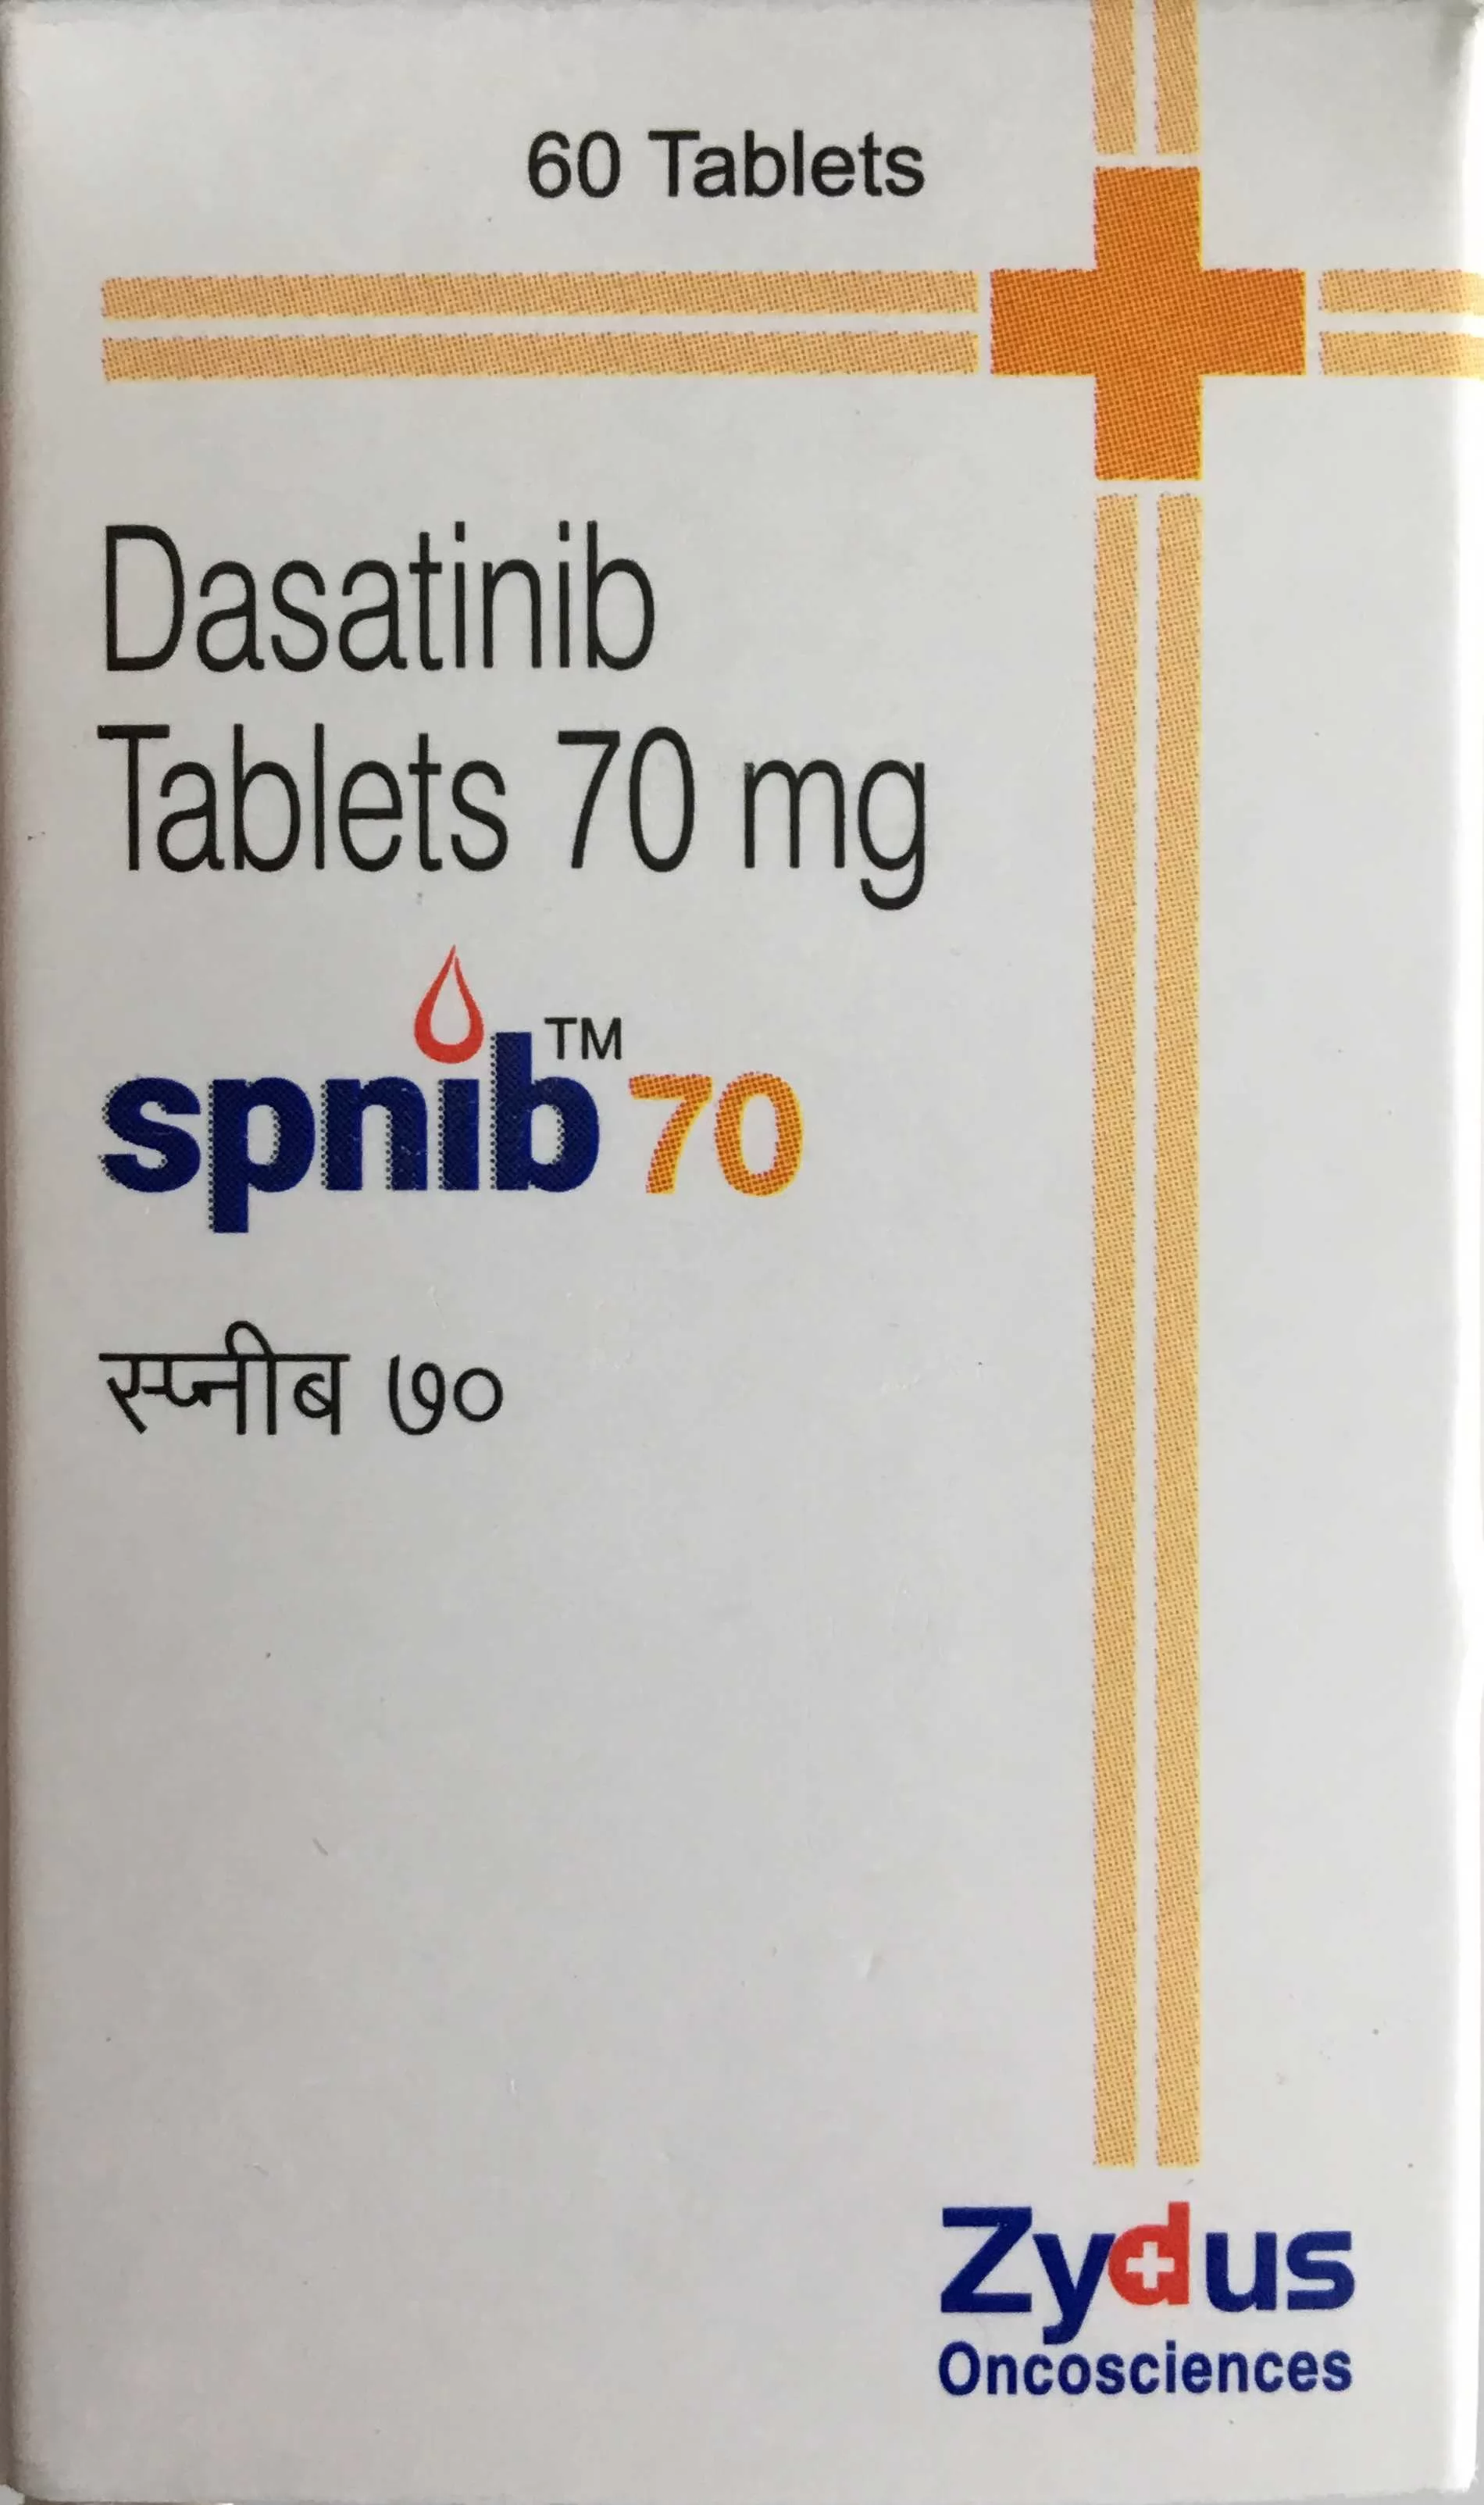 60 Tablets
Dasatinib
Tablets 70 mg
spnib™ 70
स्प्नीब ७०
Zydus
Oncosciences